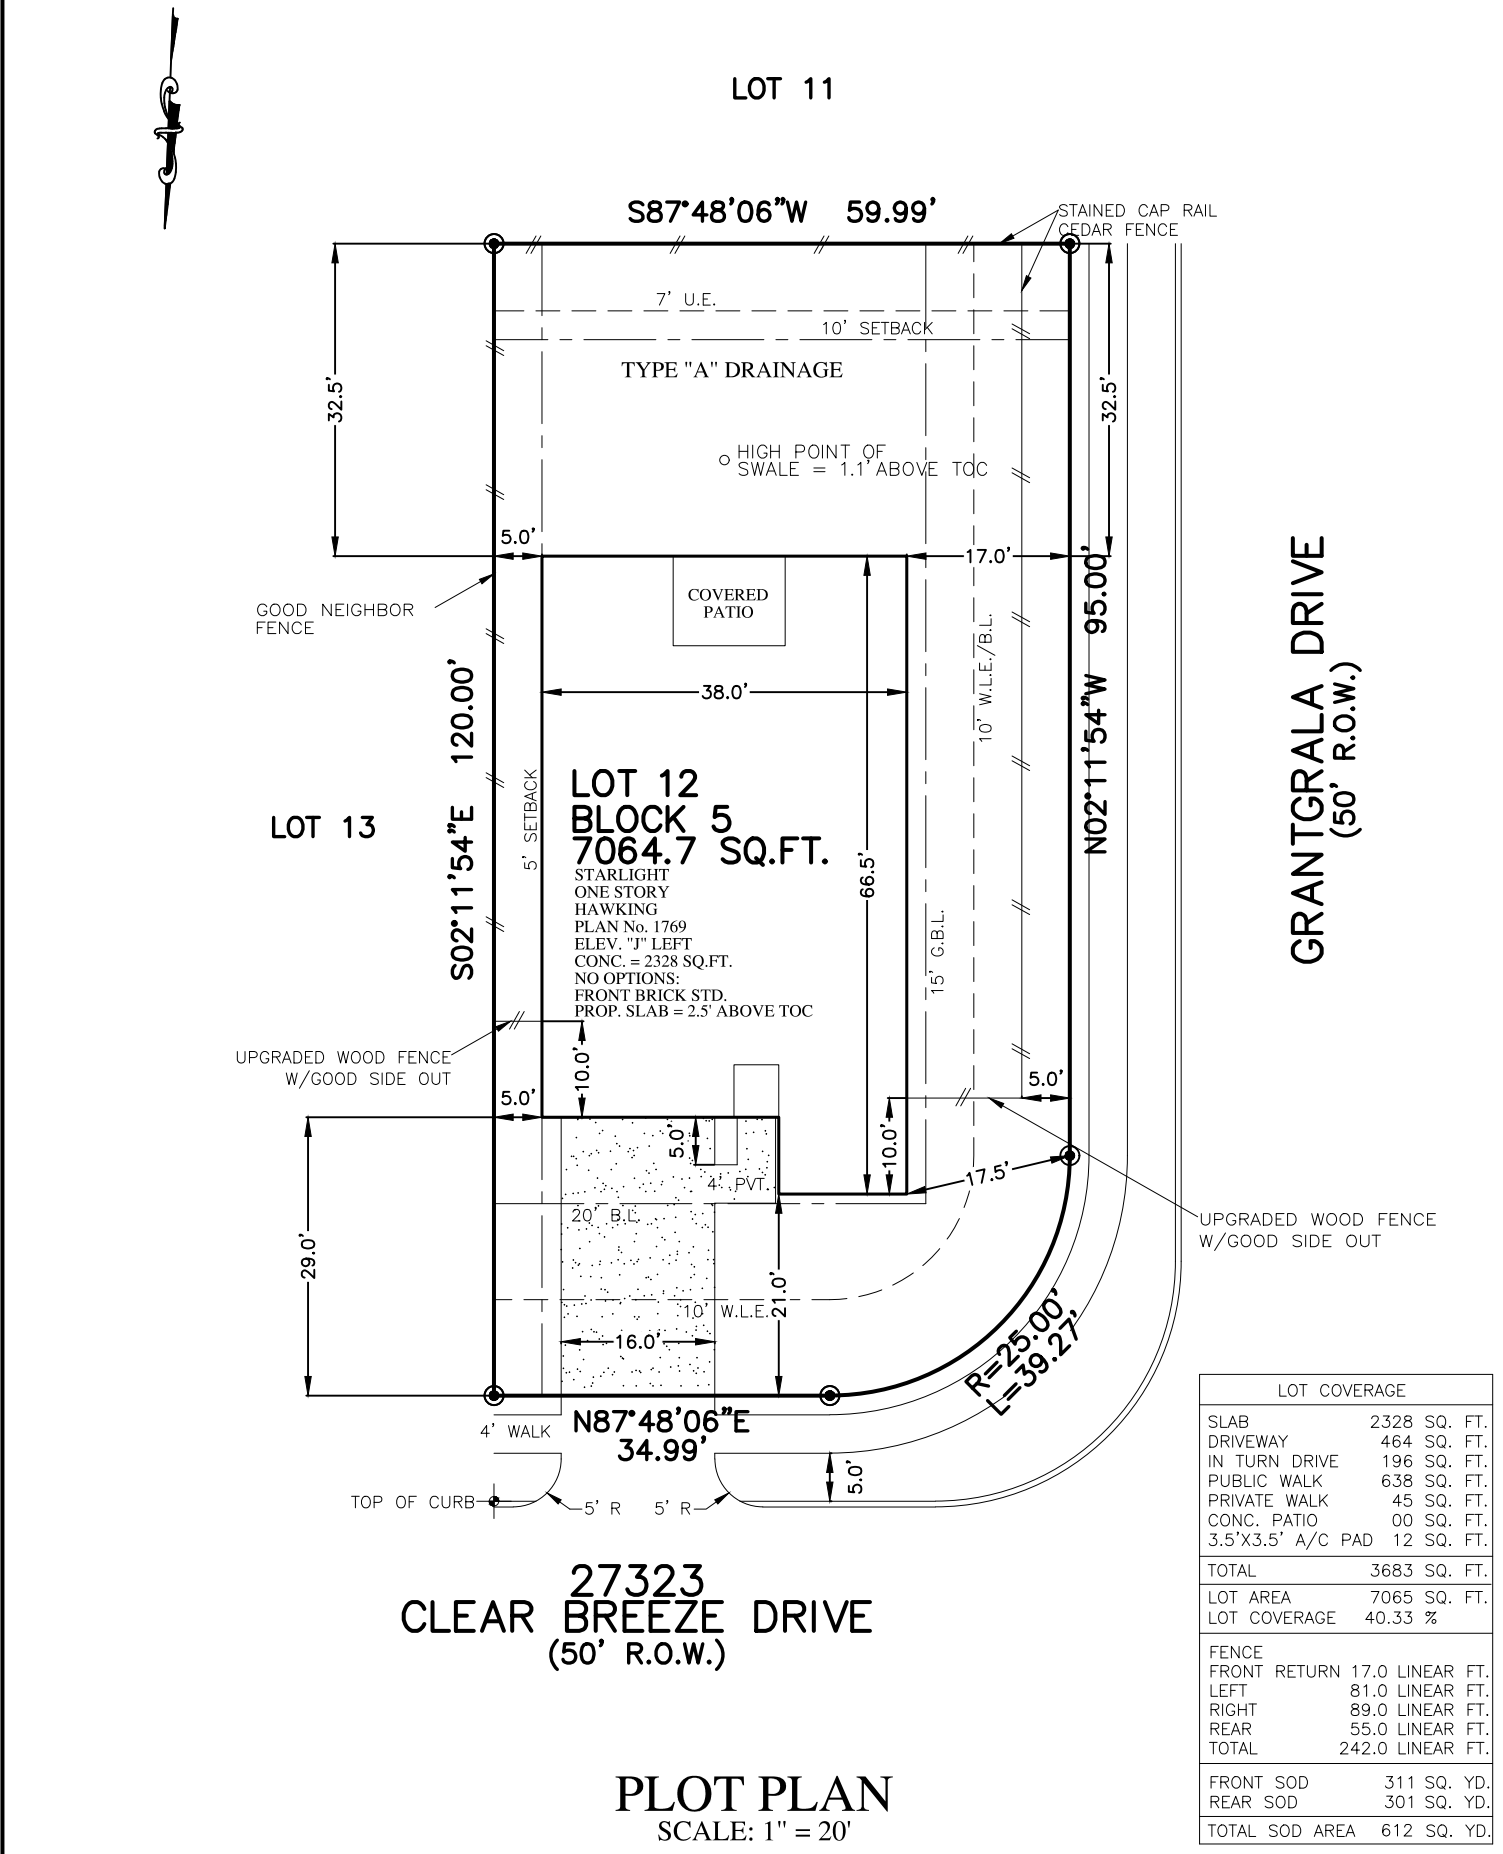 LOT 11
S87°48'06"W 59.99'
STAINED CAP RAIL
CEDAR FENCE
7' U.E.
10' SETBACK
TYPE "A" DRAINAGE
32.5'
32.5'
HIGH POINT OF
SWALE = 1.1' ABOVE TOC
5.0'
17.0'
GOOD NEIGHBOR
FENCE
COVERED
PATIO
10' W.L.E./B.L.
N02°11'54"W 95.00'
GRANTGRALA DRIVE
(50' R.O.W.)
38.0'
S02°11'54"E 120.00'
LOT 13
5' SETBACK
LOT 12
BLOCK 5
7064.7 SQ.FT.
STARLIGHT
ONE STORY
HAWKING
PLAN No. 1769
ELEV. "J" LEFT
CONC. = 2328 SQ.FT.
NO OPTIONS:
FRONT BRICK STD.
PROP. SLAB = 2.5' ABOVE TOC
66.5'
15' G.B.L.
UPGRADED WOOD FENCE
W/GOOD SIDE OUT
10.0'
5.0'
5.0'
5.0'
10.0'
17.5'
4' PVT.
20' B.L.
UPGRADED WOOD FENCE
W/GOOD SIDE OUT
29.0'
21.0'
10' W.L.E.
16.0'
R=25.00'
L=39.27'
N87°48'06"E
34.99'
4' WALK
5.0'
TOP OF CURB
5' R
5' R
27323
CLEAR BREEZE DRIVE
(50' R.O.W.)
PLOT PLAN
SCALE: 1" = 20'
LOT COVERAGE
SLAB 2328 SQ. FT.
DRIVEWAY 464 SQ. FT.
IN TURN DRIVE 196 SQ. FT.
PUBLIC WALK 638 SQ. FT.
PRIVATE WALK 45 SQ. FT.
CONC. PATIO 00 SQ. FT.
3.5'X3.5' A/C PAD 12 SQ. FT.
TOTAL 3683 SQ. FT.
LOT AREA 7065 SQ. FT.
LOT COVERAGE 40.33 %
FENCE
FRONT RETURN 17.0 LINEAR FT.
LEFT 81.0 LINEAR FT.
RIGHT 89.0 LINEAR FT.
REAR 55.0 LINEAR FT.
TOTAL 242.0 LINEAR FT.
FRONT SOD 311 SQ. YD.
REAR SOD 301 SQ. YD.
TOTAL SOD AREA 612 SQ. YD.